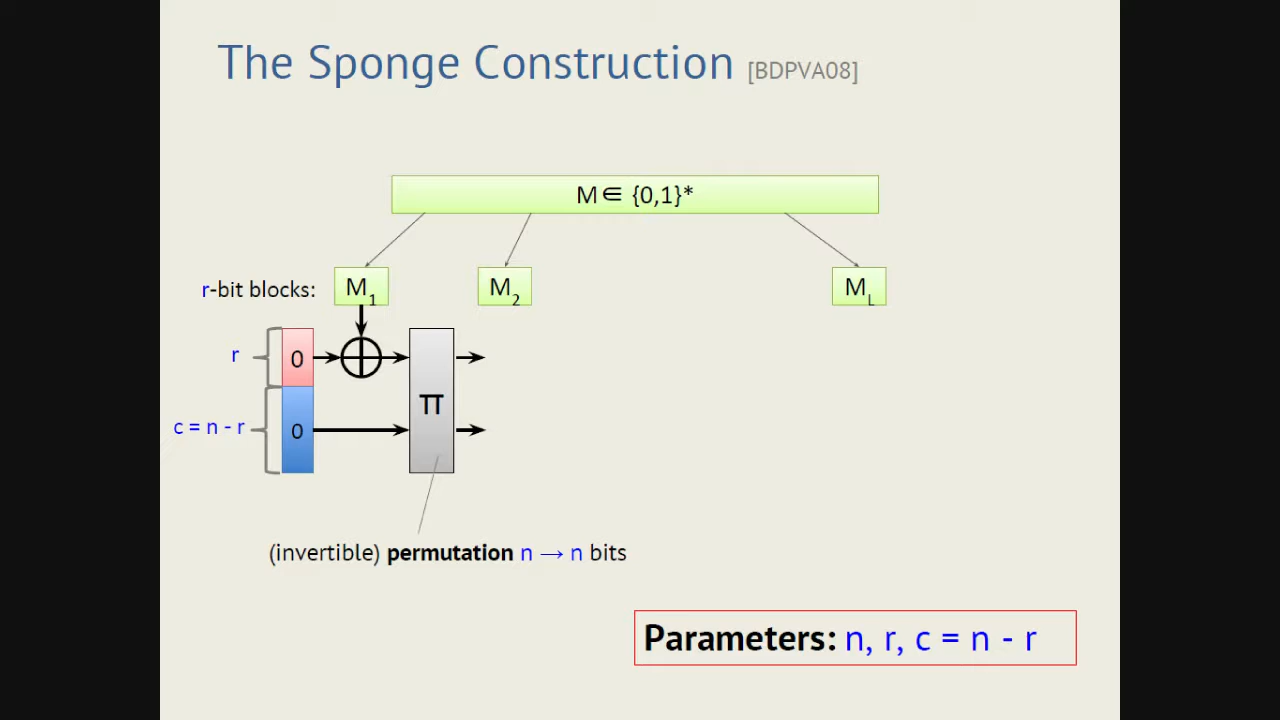 The Sponge Construction [BDPVA08]
M ∈ {0,1}*
r-bit blocks: M1 M2 ML
r 0
π
c = n - r 0
(invertible) permutation n → n bits
Parameters: n, r, c = n - r